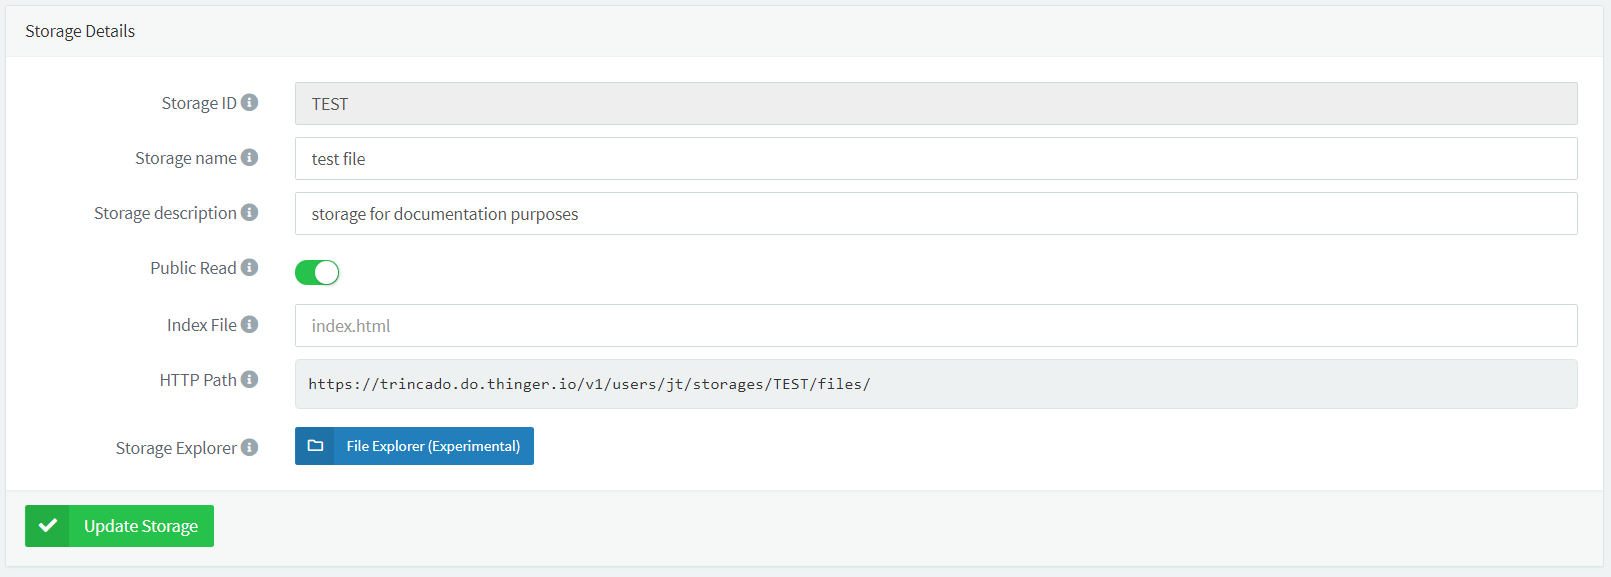 Storage Details
Storage ID TEST
Storage name test file
Storage description storage for documentation purposes
Public Read
Index File index.html
HTTP Path https://trincado.do.thinger.io/v1/users/jt/storages/TEST/files/
Storage Explorer File Explorer (Experimental)
Update Storage